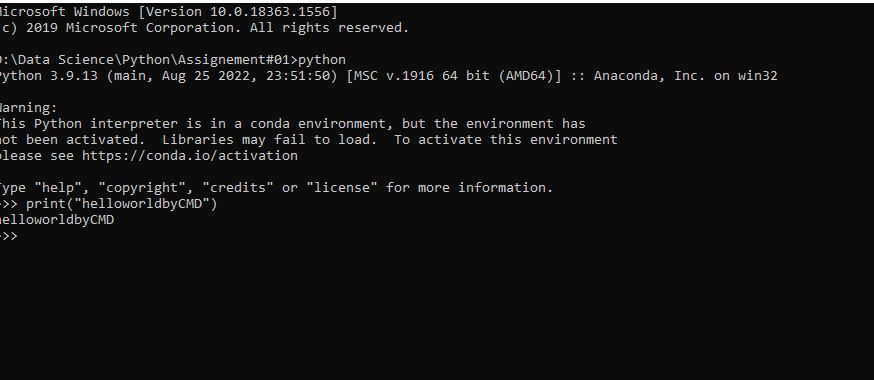 icrosoft Windows [Version 10.0.18363.1556]
c) 2019 Microsoft Corporation. All rights reserved.
D:\Data Science\Python\Assignement#01>python
Python 3.9.13 (main, Aug 25 2022, 23:51:50) [MSC v.1916 64 bit (AMD64)] :: Anaconda, Inc. on win32
Warning:
This Python interpreter is in a conda environment, but the environment has
not been activated.  Libraries may fail to load.  To activate this environment
please see https://conda.io/activation
Type "help", "copyright", "credits" or "license" for more information.
>>> print("helloworldbyCMD")
helloworldbyCMD
>>>